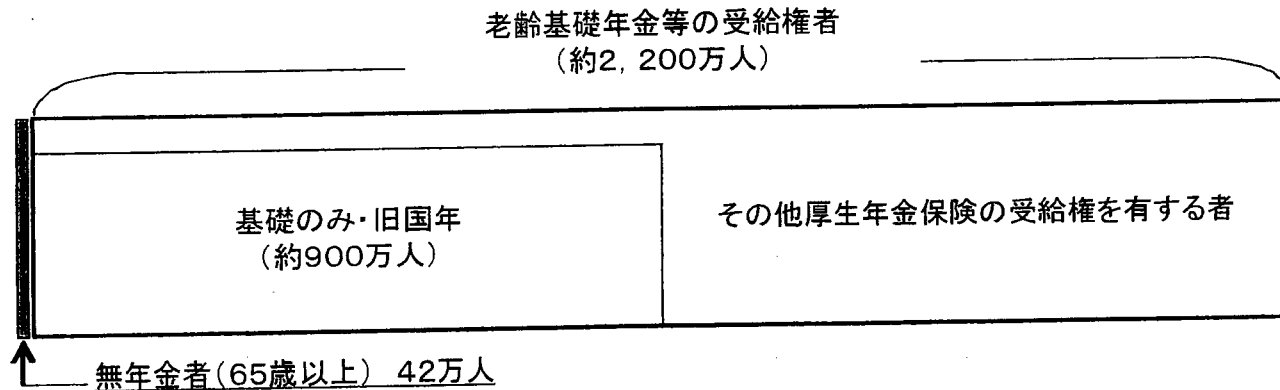 老齢基礎年金等の受給権者
（約2，200万人）
基礎のみ・旧国年
（約900万人）
その他厚生年金保険の受給権を有する者
無年金者（65歳以上） 42万人